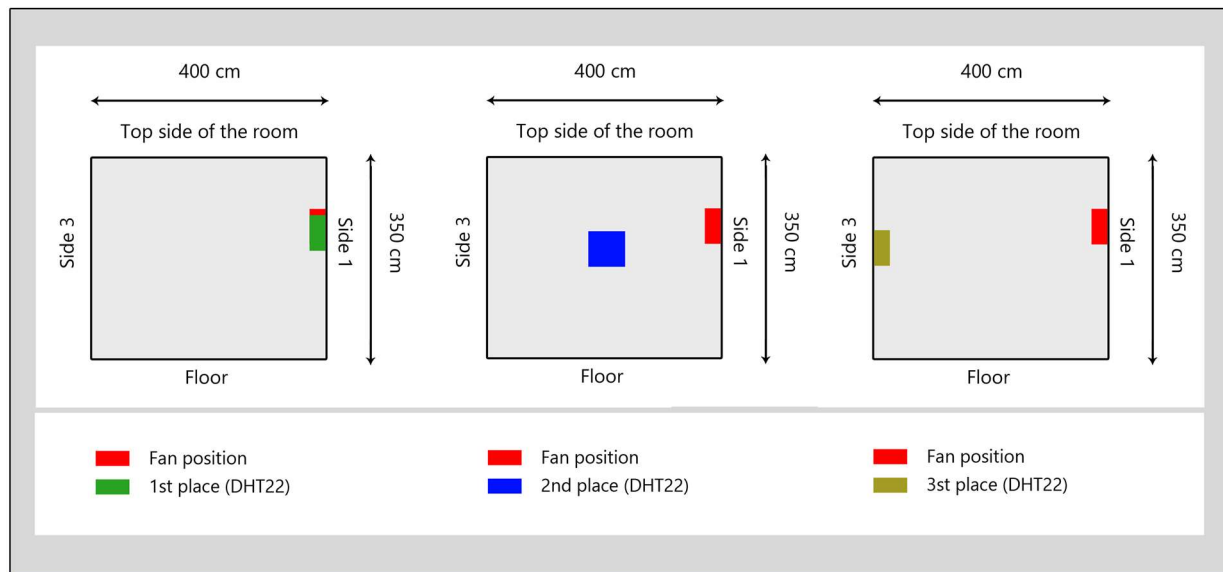 400 cm
400 cm
400 cm
Top side of the room
Top side of the room
Top side of the room
Side 3
Side 1
350 cm
Side 3
Side 1
350 cm
Side 3
Side 1
350 cm
Floor
Floor
Floor
Fan position
1st place (DHT22)
Fan position
2nd place (DHT22)
Fan position
3st place (DHT22)